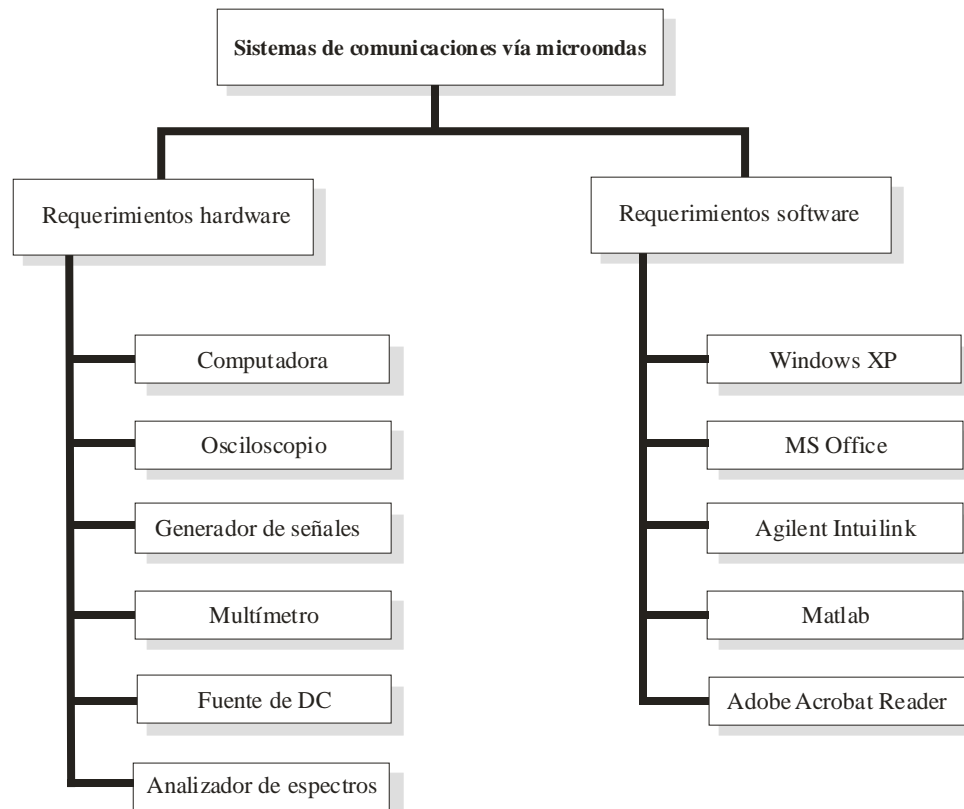 Sistemas de comunicaciones vía microondas
Requerimientos hardware
Computadora
Osciloscopio
Generador de señales
Multímetro
Fuente de DC
Analizador de espectros
Requerimientos software
Windows XP
MS Office
Agilent Intuilink
Matlab
Adobe Acrobat Reader